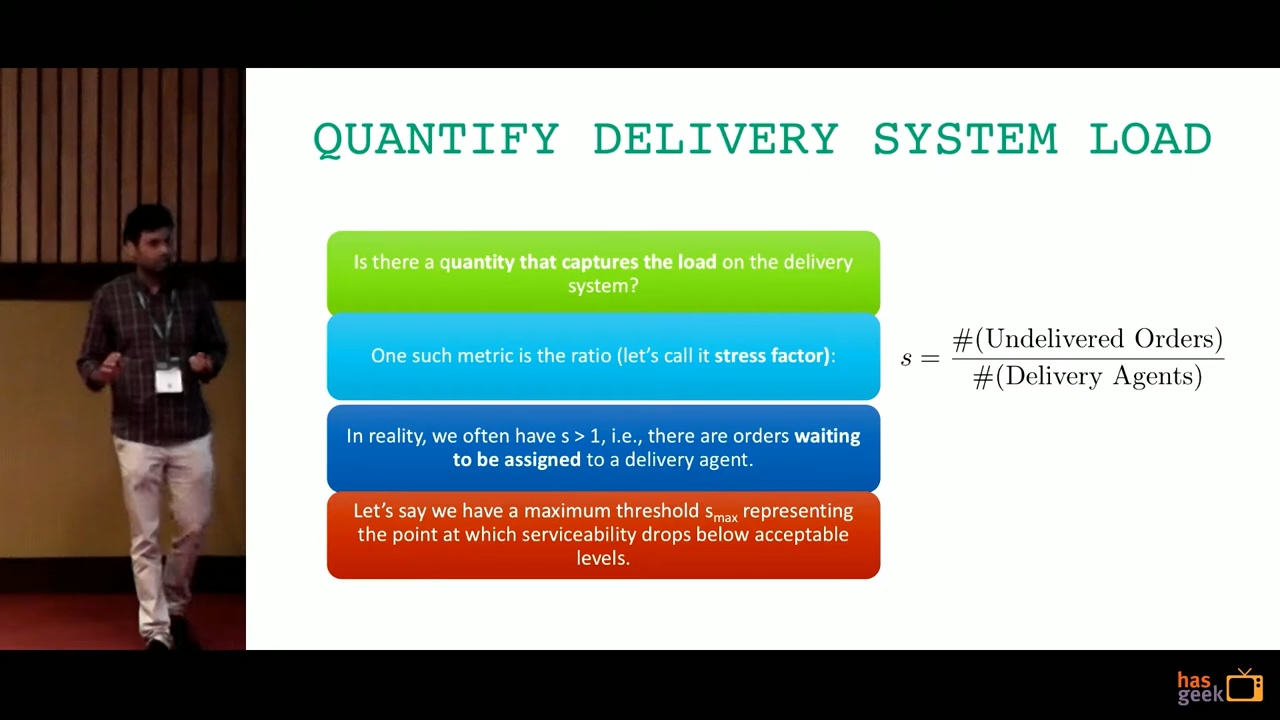 QUANTIFY DELIVERY SYSTEM LOAD
Is there a quantity that captures the load on the delivery
system?
One such metric is the ratio (let's call it stress factor):
s = #(Undelivered Orders) / #(Delivery Agents)
In reality, we often have s > 1, i.e., there are orders waiting
to be assigned to a delivery agent.
Let's say we have a maximum threshold smax representing
the point at which serviceability drops below acceptable
levels.
has
geek